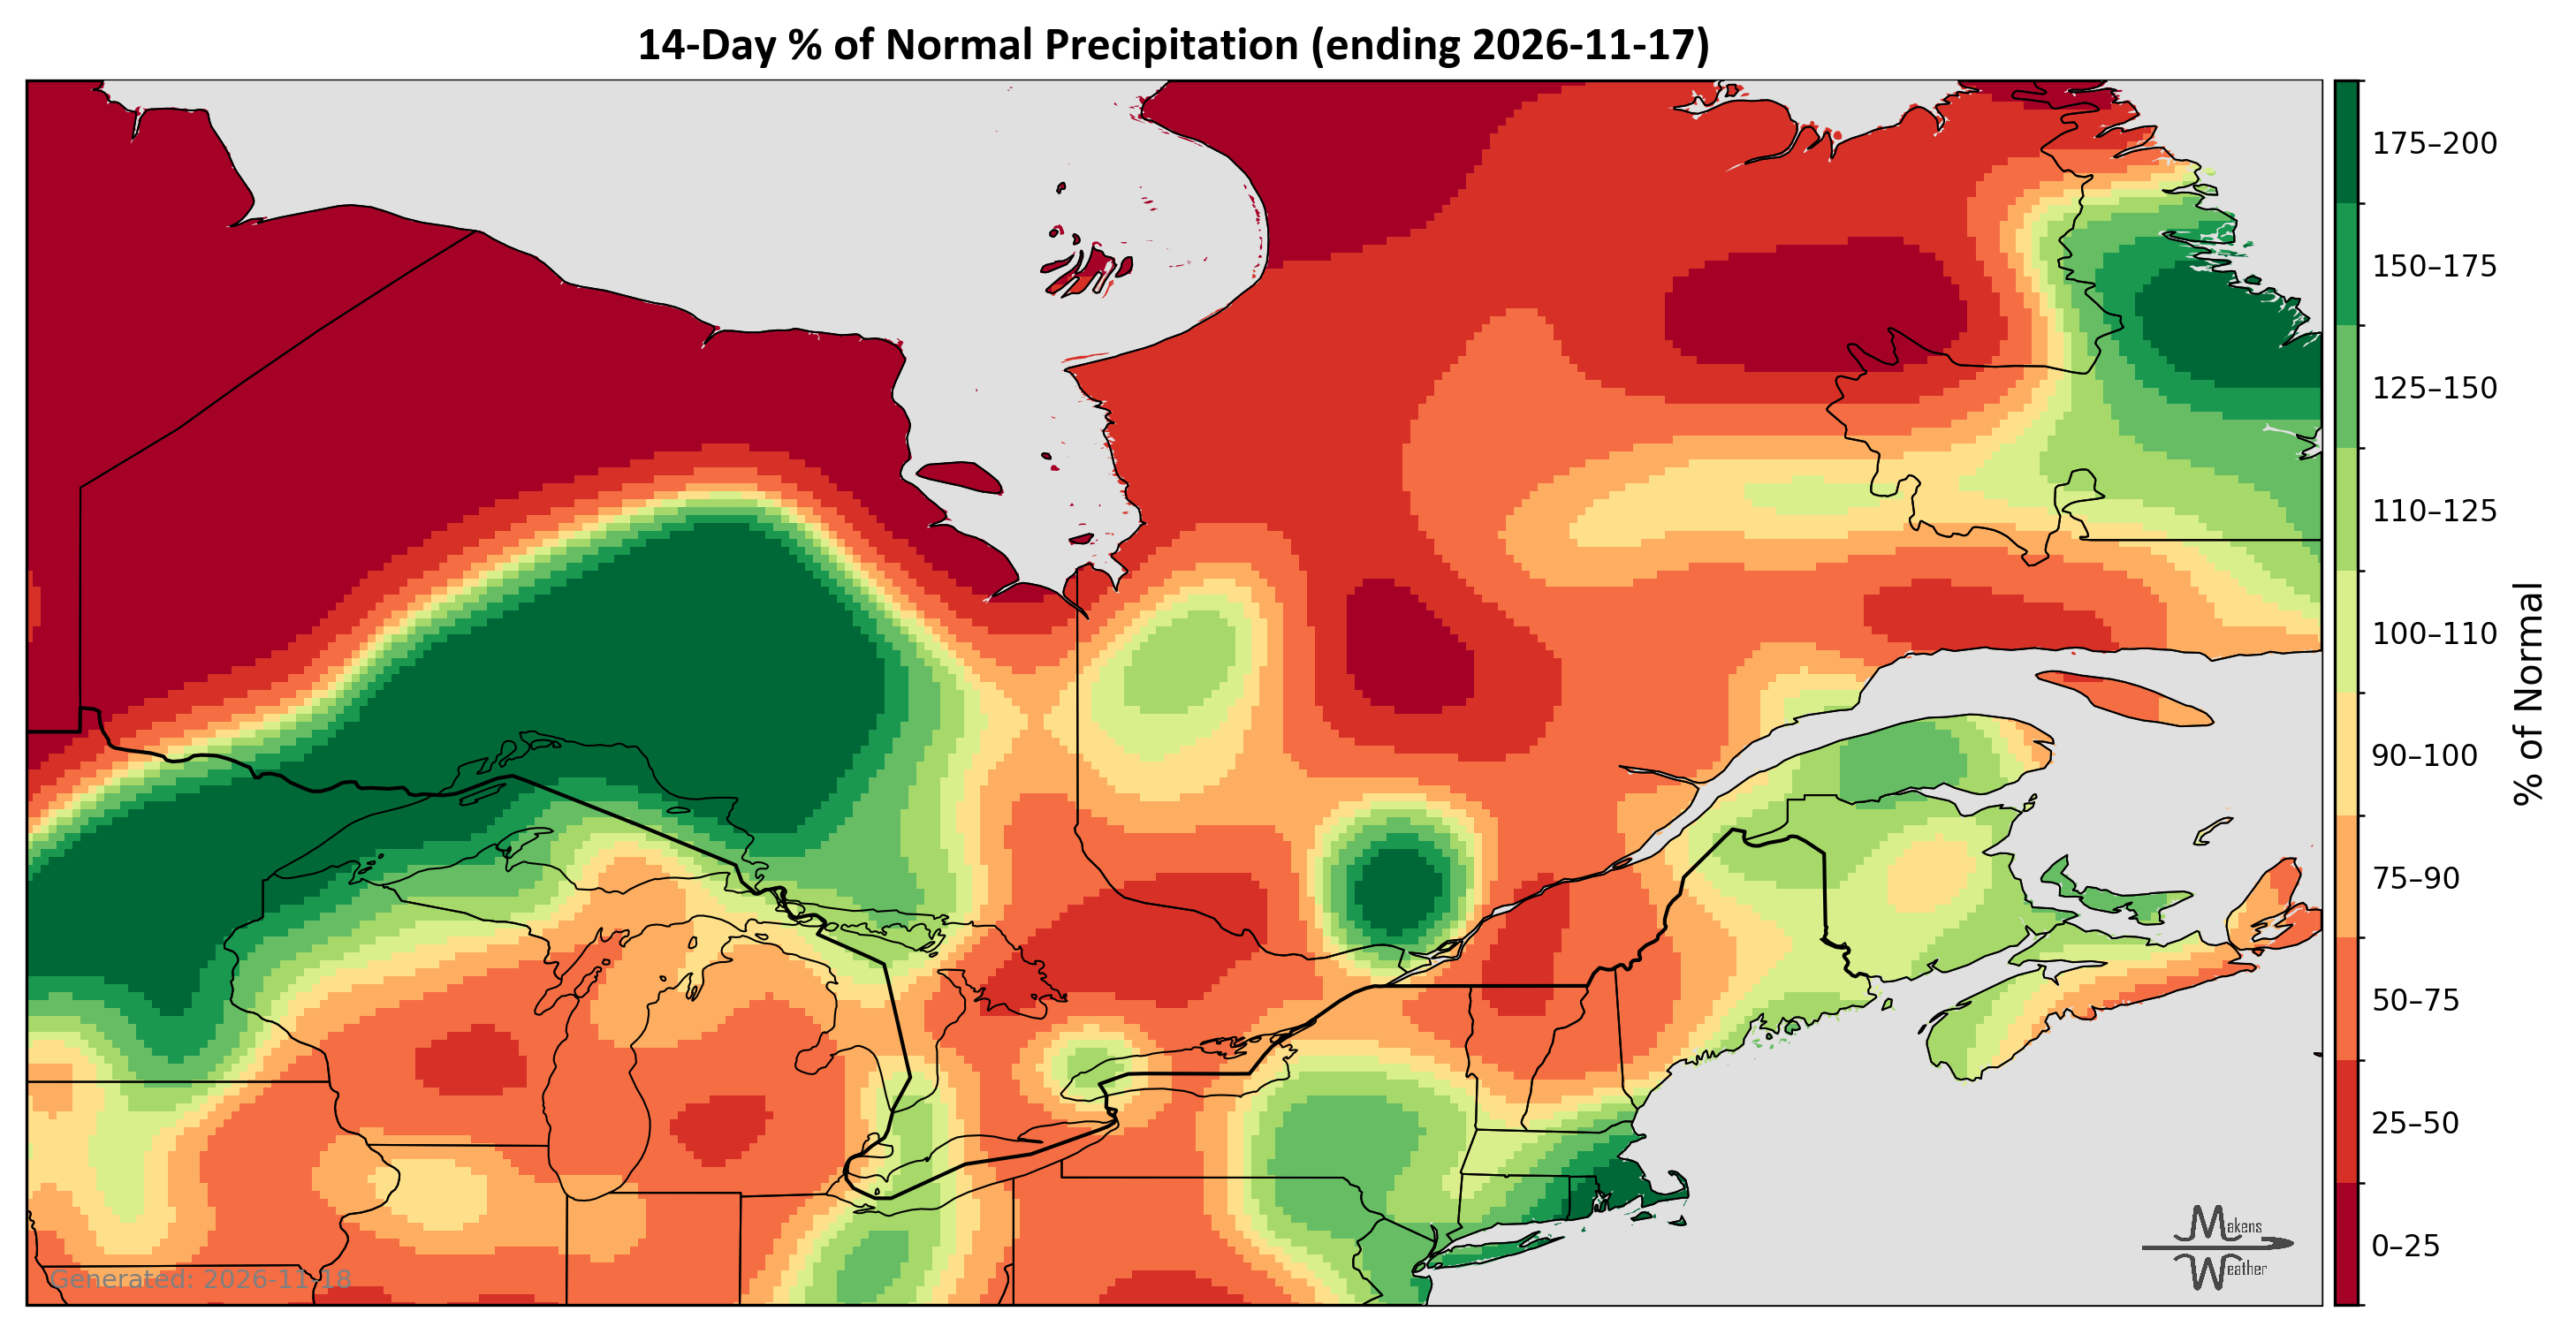 14-Day % of Normal Precipitation (ending 2026-11-17)
175–200
150–175
125–150
110–125
100–110
90–100
75–90
50–75
25–50
0–25
% of Normal
Makens
Weather
Generated: 2026-11-18